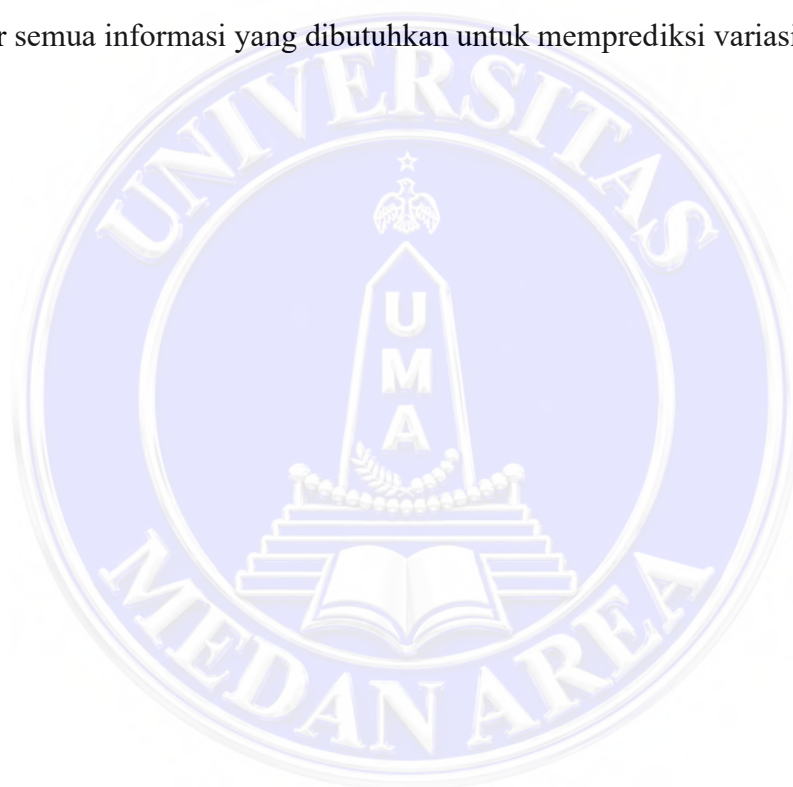 r semua informasi yang dibutuhkan untuk memprediksi variasi
UNIVERSITAS
U
M
A
MEDAN AREA